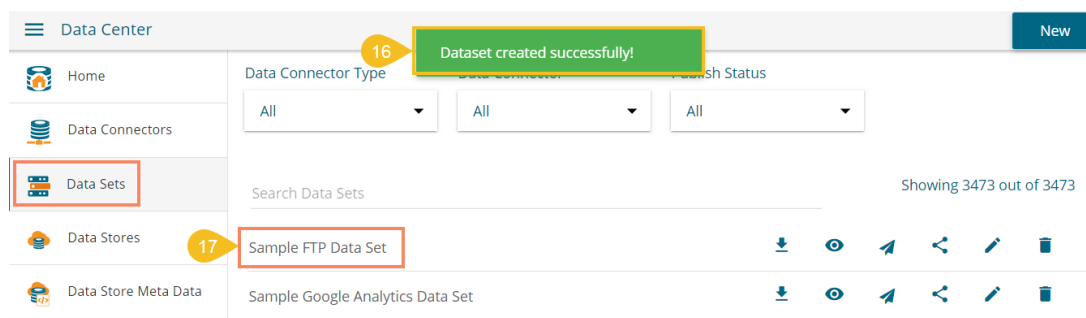 Data Center
New
16
Dataset created successfully!
Home
Data Connector Type
Data Connector
Publish Status
All
All
All
Data Connectors
Data Sets
Search Data Sets
Showing 3473 out of 3473
Data Stores
17
Sample FTP Data Set
Data Store Meta Data
Sample Google Analytics Data Set